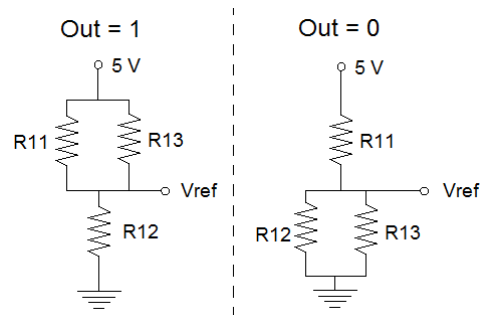 Out = 1
5 V
R11
R13
Vref
R12
Out = 0
5 V
R11
Vref
R12
R13